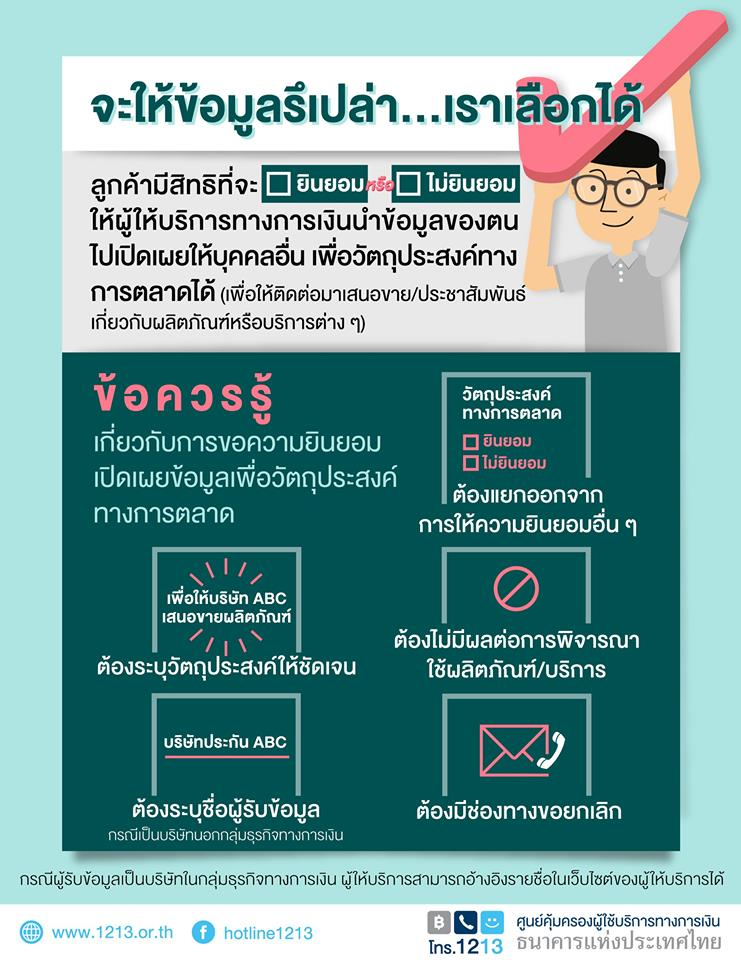 จะให้ข้อมูลรึเปล่า...เราเลือกได้
ลูกค้ามีสิทธิที่จะ ยินยอม หรือ ไม่ยินยอม
ให้ผู้ให้บริการทางการเงินนำข้อมูลของตน
ไปเปิดเผยให้บุคคลอื่น เพื่อวัตถุประสงค์ทาง
การตลาดได้ (เพื่อให้ติดต่อมาเสนอขาย/ประชาสัมพันธ์
เกี่ยวกับผลิตภัณฑ์หรือบริการต่าง ๆ)
ข้อควรรู้
เกี่ยวกับการขอความยินยอม
เปิดเผยข้อมูลเพื่อวัตถุประสงค์
ทางการตลาด
วัตถุประสงค์
ทางการตลาด
ยินยอม
ไม่ยินยอม
ต้องแยกออกจาก
การให้ความยินยอมอื่น ๆ
เพื่อให้บริษัท ABC
เสนอขายผลิตภัณฑ์
ต้องระบุวัตถุประสงค์ให้ชัดเจน
ต้องไม่มีผลต่อการพิจารณา
ใช้ผลิตภัณฑ์/บริการ
บริษัทประกัน ABC
ต้องระบุชื่อผู้รับข้อมูล
กรณีเป็นบริษัทนอกกลุ่มธุรกิจทางการเงิน
ต้องมีช่องทางขอยกเลิก
กรณีผู้รับข้อมูลเป็นบริษัทในกลุ่มธุรกิจทางการเงิน ผู้ให้บริการสามารถอ้างอิงรายชื่อในเว็บไซต์ของผู้ให้บริการได้
www.1213.or.th
hotline1213
โทร.1213
ศูนย์คุ้มครองผู้ใช้บริการทางการเงิน
ธนาคารแห่งประเทศไทย